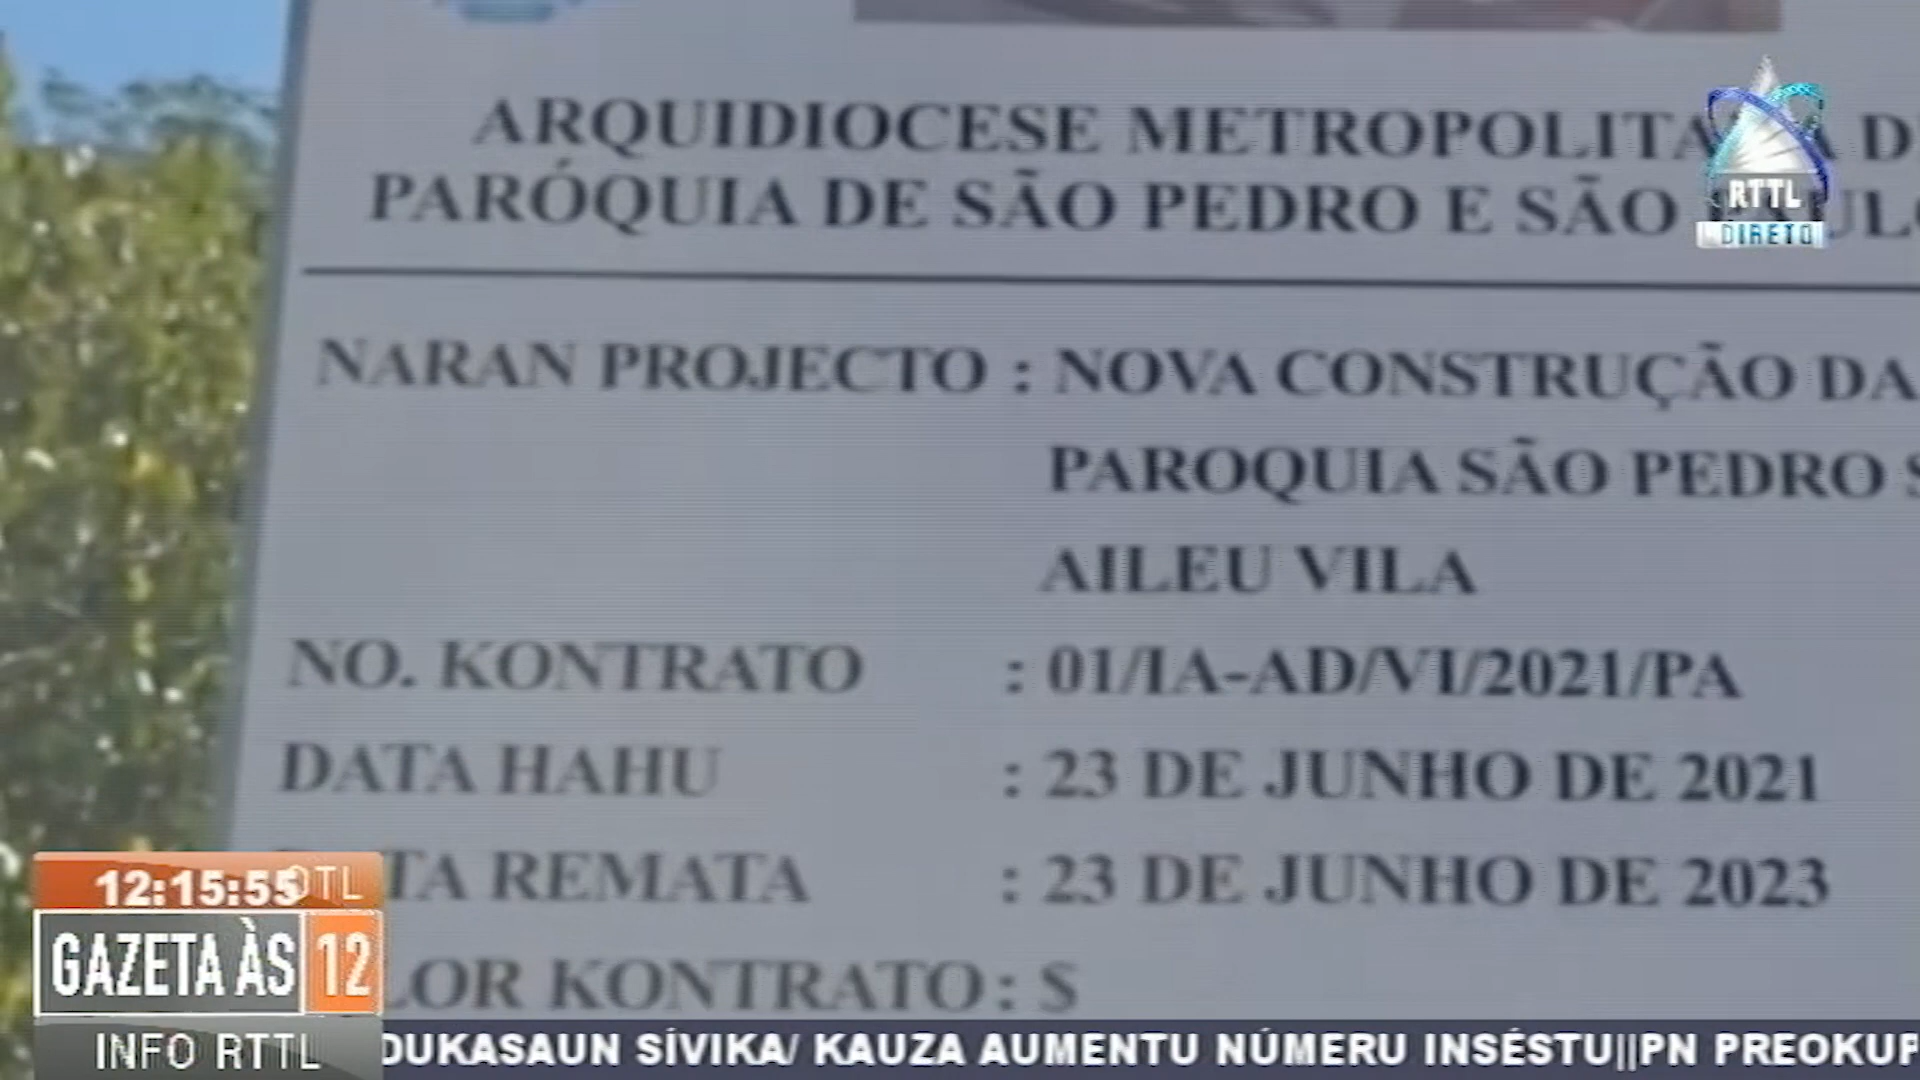 ARQUIDIOCESE METROPOLITANA D
PARÓQUIA DE SÃO PEDRO E SÃO
RTTL
DIRETO
NARAN PROJECTO : NOVA CONSTRUÇÃO DA
PAROQUIA SÃO PEDRO S
AILEU VILA
NO. KONTRATO : 01/IA-AD/VI/2021/PA
DATA HAHU : 23 DE JUNHO DE 2021
TA REMATA : 23 DE JUNHO DE 2023
LOR KONTRATO : $
12:15:55
OTL
GAZETA ÀS 12
INFO RTTL
DUKASAUN SÍVIKA/ KAUZA AUMENTU NÚMERU INSÉSTU||PN PREOKUP